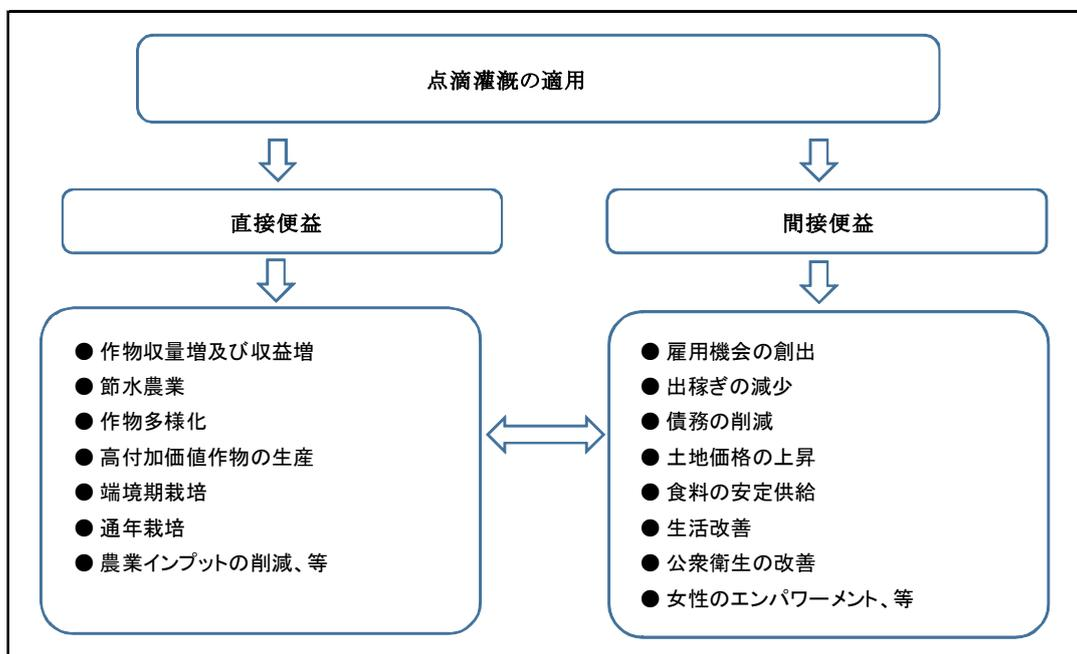 点滴灌漑の適用
直接便益
間接便益
● 作物収量増及び収益増
● 節水農業
● 作物多様化
● 高付加価値作物の生産
● 端境期栽培
● 通年栽培
● 農業インプットの削減、等
● 雇用機会の創出
● 出稼ぎの減少
● 債務の削減
● 土地価格の上昇
● 食料の安定供給
● 生活改善
● 公衆衛生の改善
● 女性のエンパワーメント、等